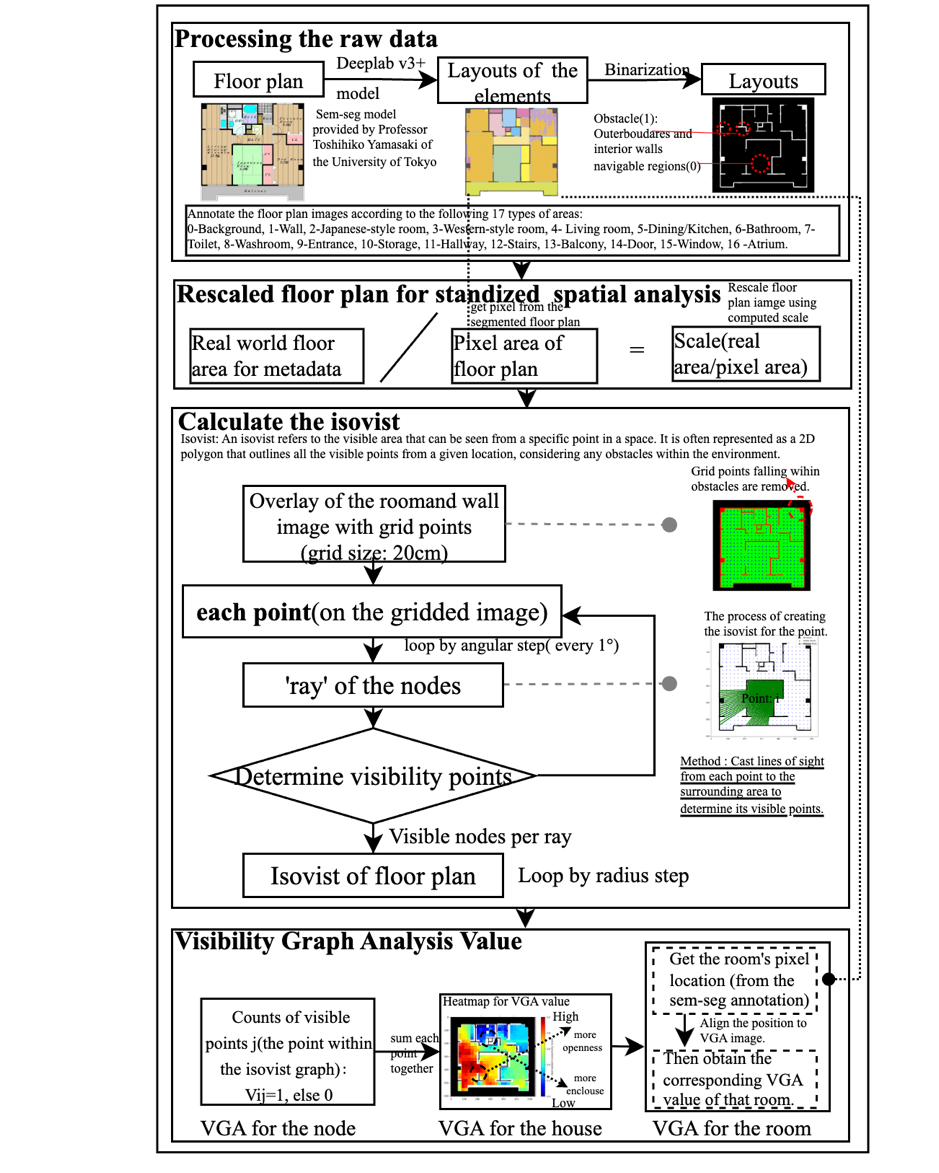 Processing the raw data
Floor plan
Deeplab v3+
model
Layouts of the
elements
Binarization
Layouts
Sem-seg model
provided by Professor
Toshihiko Yamasaki of
the University of Tokyo
Obstacle(1):
Outerboudares and
interior walls
navigable regions(0)
Annotate the floor plan images according to the following 17 types of areas:
0-Background, 1-Wall, 2-Japanese-style room, 3-Western-style room, 4- Living room, 5-Dining/Kitchen, 6-Bathroom, 7-
Toilet, 8-Washroom, 9-Entrance, 10-Storage, 11-Hallway, 12-Stairs, 13-Balcony, 14-Door, 15-Window, 16 -Atrium.
Rescaled floor plan for standized spatial analysis
Rescale floor
plan iamge using
computed scale
get pixel from the
segmented floor plan
Real world floor
area for metadata
Pixel area of
floor plan
=
Scale(real
area/pixel area)
Calculate the isovist
Isovist: An isovist refers to the visible area that can be seen from a specific point in a space. It is often represented as a 2D
polygon that outlines all the visible points from a given location, considering any obstacles within the environment.
Grid points falling wihin
obstacles are removed.
Overlay of the roomand wall
image with grid points
(grid size: 20cm)
each point(on the gridded image)
The process of creating
the isovist for the point.
loop by angular step( every 1°)
'ray' of the nodes
Point: i
Determine visibility points
Method : Cast lines of sight
from each point to the
surrounding area to
determine its visible points.
Visible nodes per ray
Isovist of floor plan
Loop by radius step
Visibility Graph Analysis Value
Counts of visible
points j(the point within
the isovist graph):
Vij=1, else 0
VGA for the node
sum each
point
together
Heatmap for VGA value
High
more
openness
more
enclouse
Low
VGA for the house
Get the room's pixel
location (from the
sem-seg annotation)
Align the position to
VGA image.
Then obtain the
corresponding VGA
value of that room.
VGA for the room